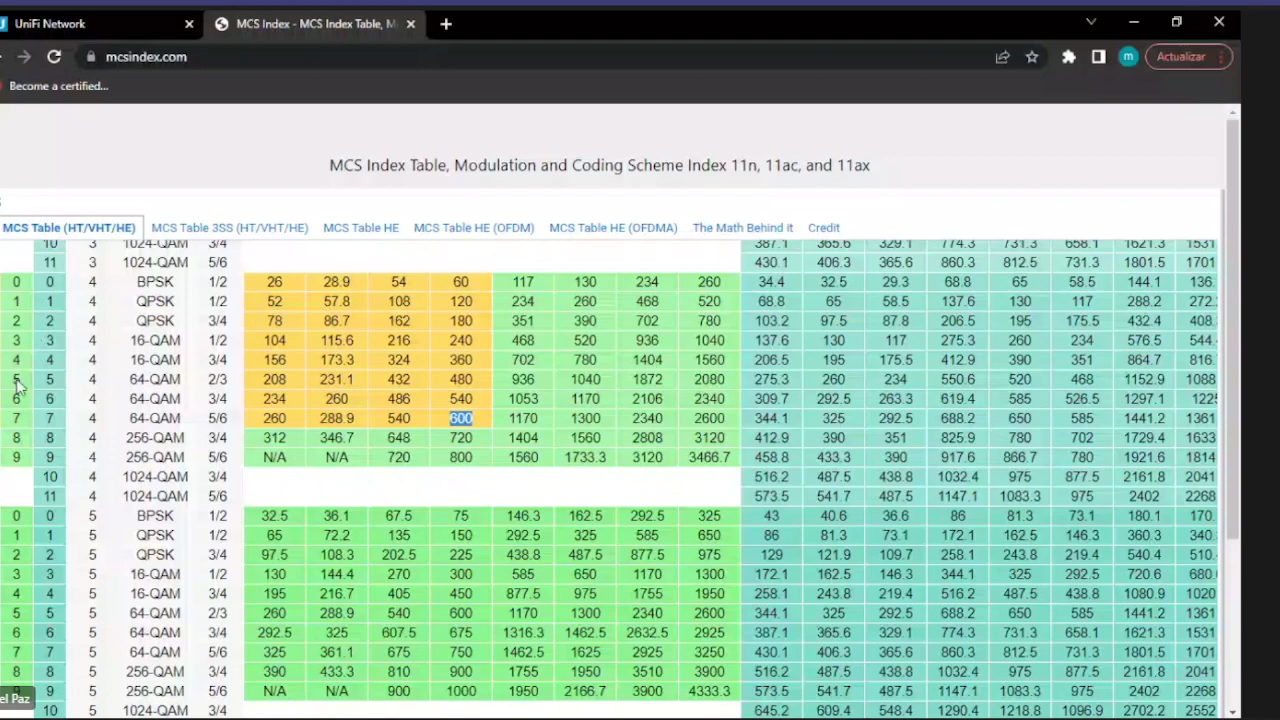 UniFi Network
MCS Index - MCS Index Table, M
mcsindex.com
m
Actualizar
Become a certified...
MCS Index Table, Modulation and Coding Scheme Index 11n, 11ac, and 11ax
MCS Table (HT/VHT/HE) MCS Table 3SS (HT/VHT/HE) MCS Table HE MCS Table HE (OFDM) MCS Table HE (OFDMA) The Math Behind it Credit
10 3 1024-QAM 3/4 387.1 365.6 329.1 774.3 731.3 658.1 1621.3 1531
11 3 1024-QAM 5/6 430.1 406.3 365.6 860.3 812.5 731.3 1801.5 1701
0 0 4 BPSK 1/2 26 28.9 54 60 117 130 234 260 34.4 32.5 29.3 68.8 65 58.5 144.1 136.
1 1 4 QPSK 1/2 52 57.8 108 120 234 260 468 520 68.8 65 58.5 137.6 130 117 288.2 272.
2 2 4 QPSK 3/4 78 86.7 162 180 351 390 702 780 103.2 97.5 87.8 206.5 195 175.5 432.4 408.
3 3 4 16-QAM 1/2 104 115.6 216 240 468 520 936 1040 137.6 130 117 275.3 260 234 576.5 544.
4 4 4 16-QAM 3/4 156 173.3 324 360 702 780 1404 1560 206.5 195 175.5 412.9 390 351 864.7 816.
5 5 4 64-QAM 2/3 208 231.1 432 480 936 1040 1872 2080 275.3 260 234 550.6 520 468 1152.9 1088
6 6 4 64-QAM 3/4 234 260 486 540 1053 1170 2106 2340 309.7 292.5 263.3 619.4 585 526.5 1297.1 1225
7 7 4 64-QAM 5/6 260 288.9 540 600 1170 1300 2340 2600 344.1 325 292.5 688.2 650 585 1441.2 1361
8 8 4 256-QAM 3/4 312 346.7 648 720 1404 1560 2808 3120 412.9 390 351 825.9 780 702 1729.4 1633
9 9 4 256-QAM 5/6 N/A N/A 720 800 1560 1733.3 3120 3466.7 458.8 433.3 390 917.6 866.7 780 1921.6 1814
10 4 1024-QAM 3/4 516.2 487.5 438.8 1032.4 975 877.5 2161.8 2041
11 4 1024-QAM 5/6 573.5 541.7 487.5 1147.1 1083.3 975 2402 2268
0 0 5 BPSK 1/2 32.5 36.1 67.5 75 146.3 162.5 292.5 325 43 40.6 36.6 86 81.3 73.1 180.1 170.
1 1 5 QPSK 1/2 65 72.2 135 150 292.5 325 585 650 86 81.3 73.1 172.1 162.5 146.3 360.3 340.
2 2 5 QPSK 3/4 97.5 108.3 202.5 225 438.8 487.5 877.5 975 129 121.9 109.7 258.1 243.8 219.4 540.4 510.
3 3 5 16-QAM 1/2 130 144.4 270 300 585 650 1170 1300 172.1 162.5 146.3 344.1 325 292.5 720.6 680.
4 4 5 16-QAM 3/4 195 216.7 405 450 877.5 975 1755 1950 258.1 243.8 219.4 516.2 487.5 438.8 1080.9 1020
5 5 5 64-QAM 2/3 260 288.9 540 600 1170 1300 2340 2600 344.1 325 292.5 688.2 650 585 1441.2 1361
6 6 5 64-QAM 3/4 292.5 325 607.5 675 1316.3 1462.5 2632.5 2925 387.1 365.6 329.1 774.3 731.3 658.1 1621.3 1531
7 7 5 64-QAM 5/6 325 361.1 675 750 1462.5 1625 2925 3250 430.1 406.3 365.6 860.3 812.5 731.3 1801.5 1701
8 8 5 256-QAM 3/4 390 433.3 810 900 1755 1950 3510 3900 516.2 487.5 438.8 1032.4 975 877.5 2161.8 2041
9 9 5 256-QAM 5/6 N/A N/A 900 1000 1950 2166.7 3900 4333.3 573.5 541.7 487.5 1147.1 1083.3 975 2402 2268
10 5 1024-QAM 3/4 645.2 609.4 548.4 1290.4 1218.8 1096.9 2702.2 2552
el Paz